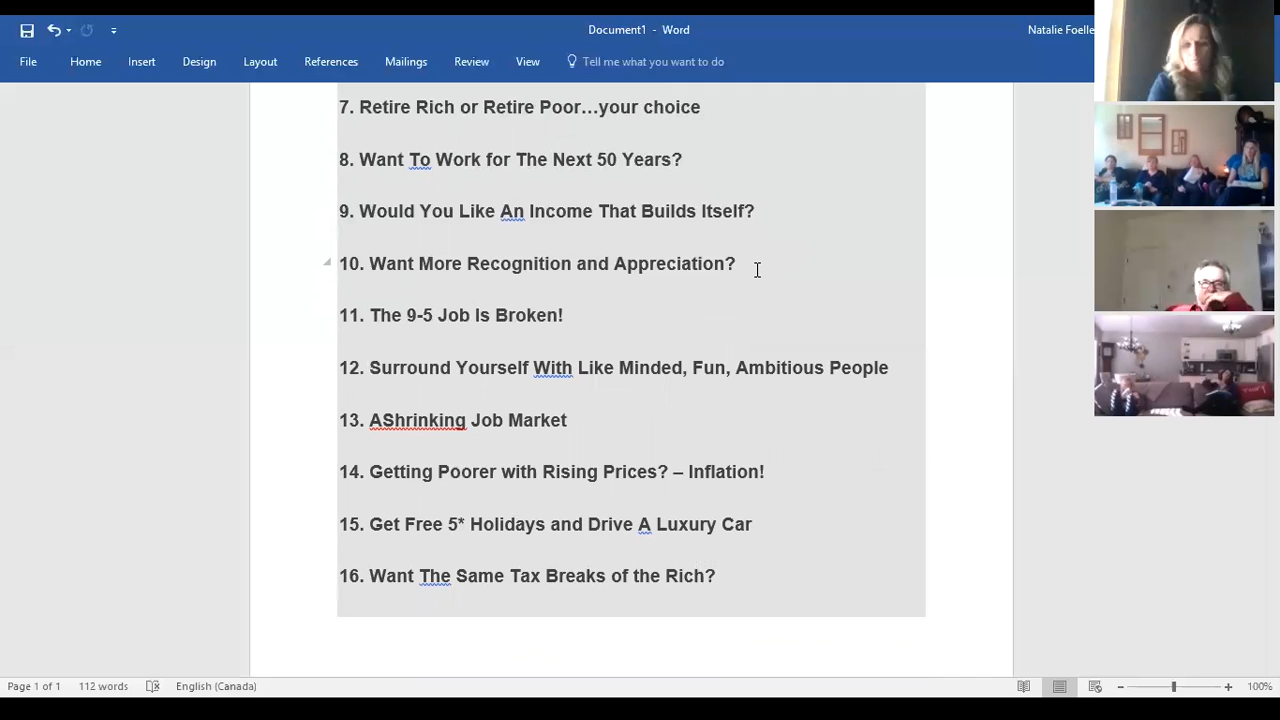 Document1 - Word
Natalie Foelle
File Home Insert Design Layout References Mailings Review View Tell me what you want to do
7. Retire Rich or Retire Poor…your choice
8. Want To Work for The Next 50 Years?
9. Would You Like An Income That Builds Itself?
10. Want More Recognition and Appreciation?
11. The 9-5 Job Is Broken!
12. Surround Yourself With Like Minded, Fun, Ambitious People
13. AShrinking Job Market
14. Getting Poorer with Rising Prices? – Inflation!
15. Get Free 5* Holidays and Drive A Luxury Car
16. Want The Same Tax Breaks of the Rich?
Page 1 of 1 112 words English (Canada) 100%